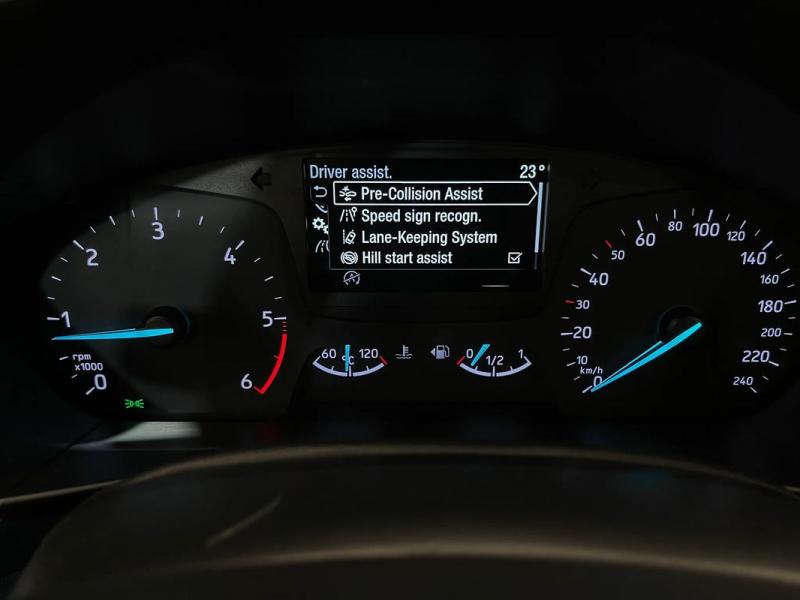 Driver assist. 23°
Pre-Collision Assist
Speed sign recogn.
Lane-Keeping System
Hill start assist
0
1
2
3
4
5
6
rpm
x1000
60 °C 120
0 1/2 1
0
10
20
30
40
50
60
80
100
120
140
160
180
200
220
240
km/h